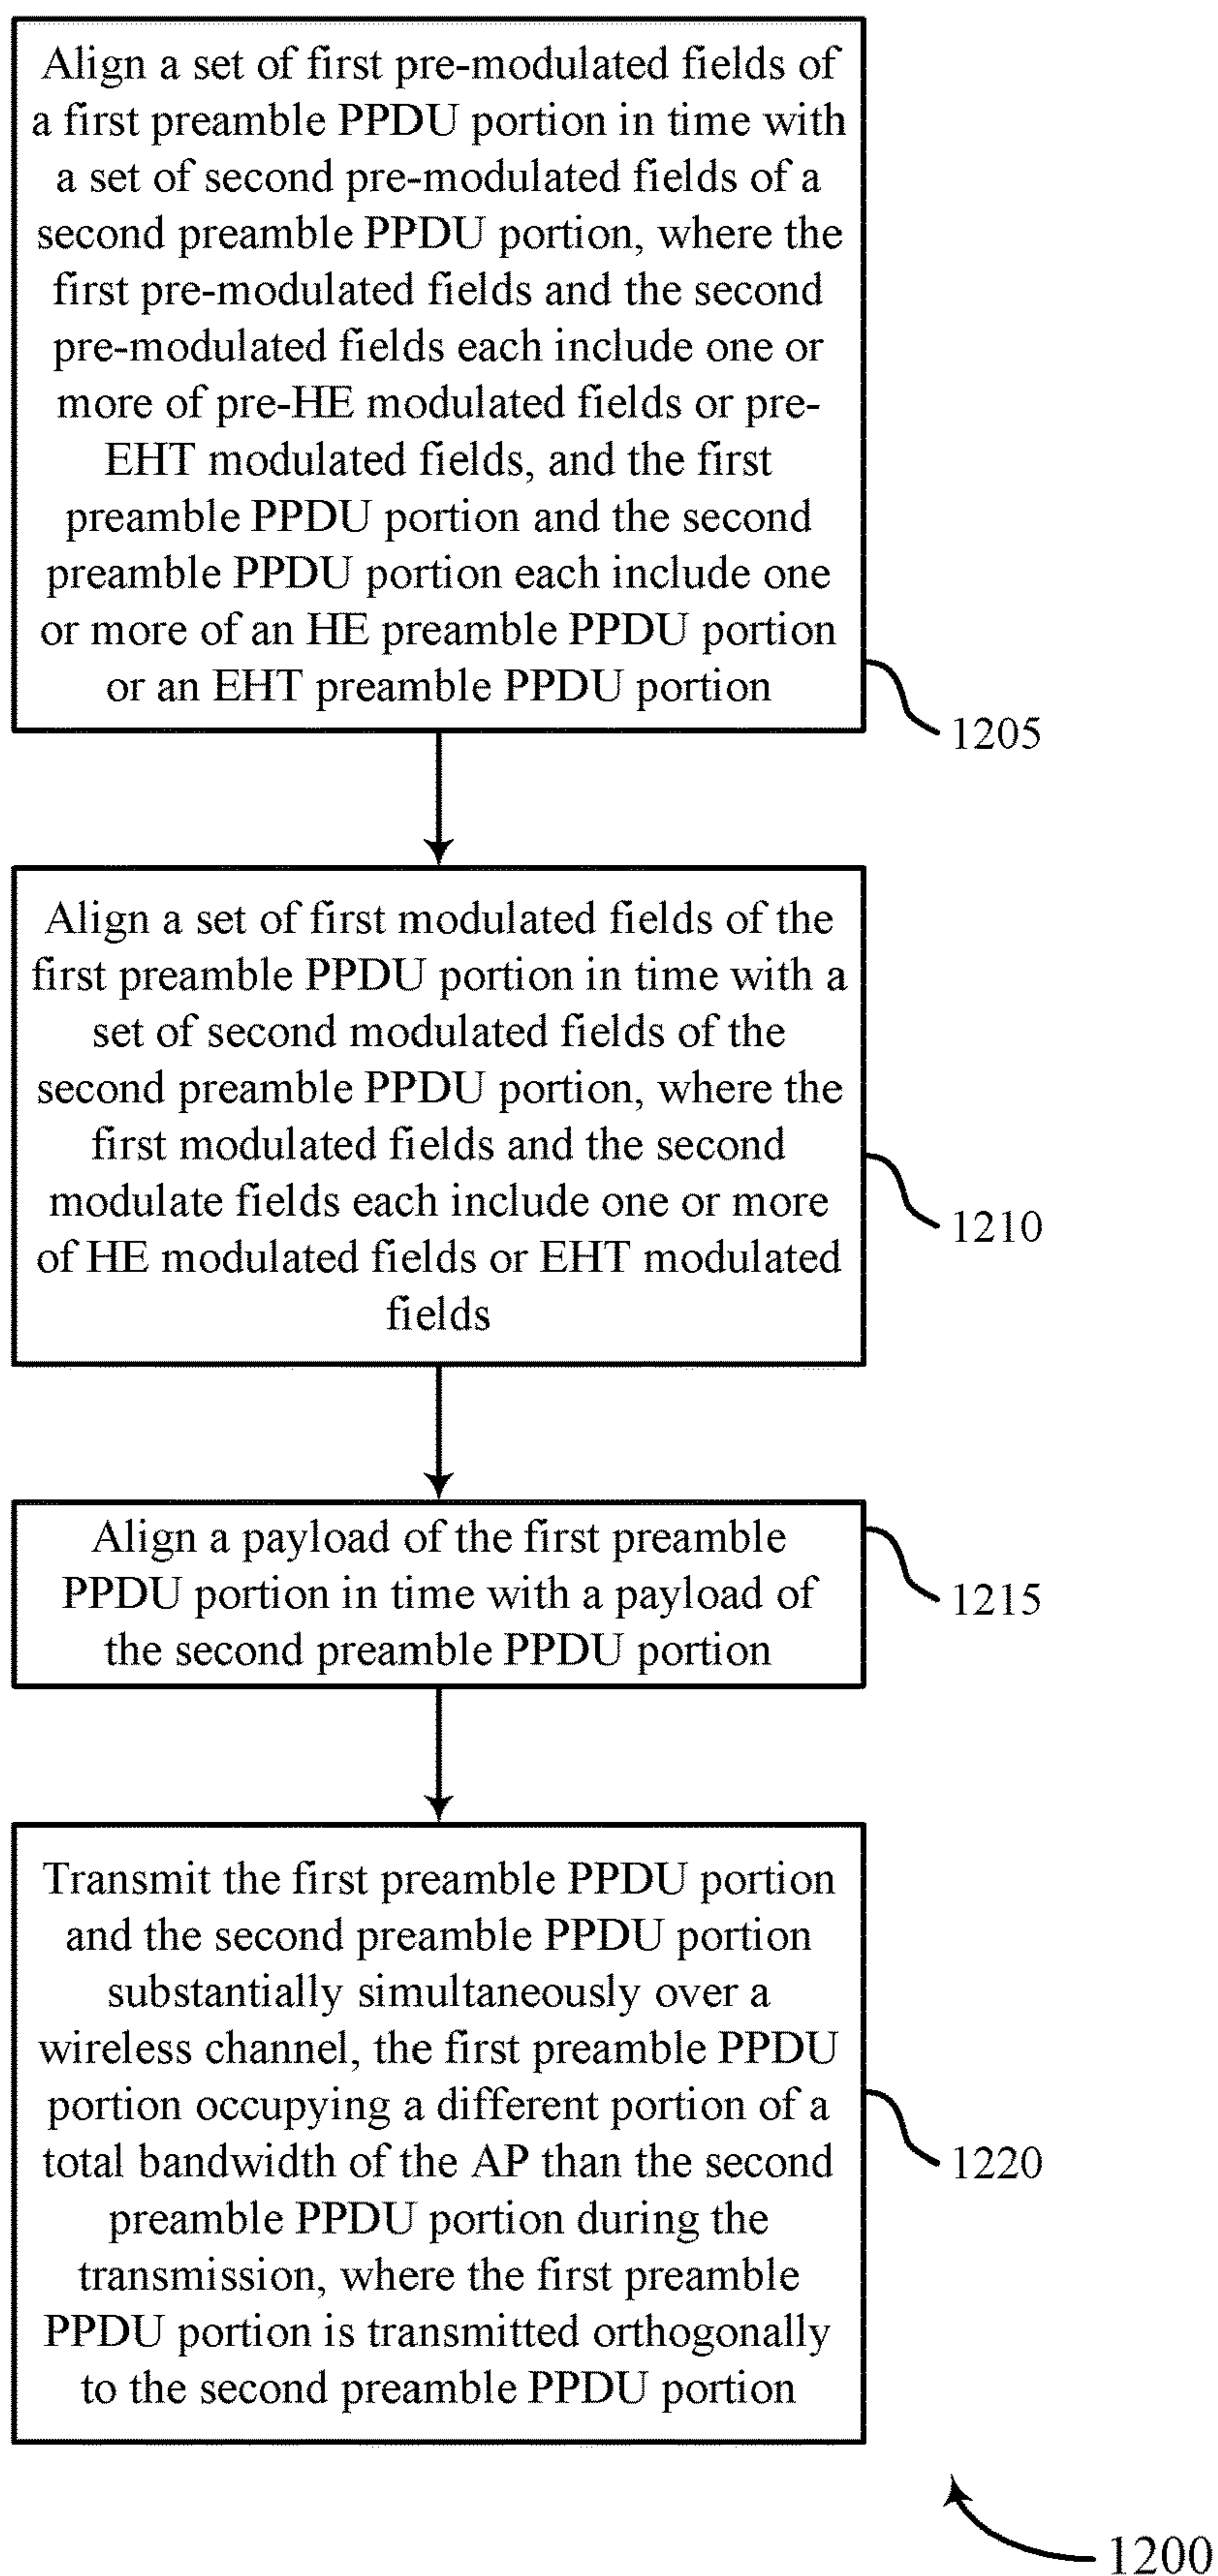 Align a set of first pre-modulated fields of
a first preamble PPDU portion in time with
a set of second pre-modulated fields of a
second preamble PPDU portion, where the
first pre-modulated fields and the second
pre-modulated fields each include one or
more of pre-HE modulated fields or pre-
EHT modulated fields, and the first
preamble PPDU portion and the second
preamble PPDU portion each include one
or more of an HE preamble PPDU portion
or an EHT preamble PPDU portion
1205
Align a set of first modulated fields of the
first preamble PPDU portion in time with a
set of second modulated fields of the
second preamble PPDU portion, where the
first modulated fields and the second
modulate fields each include one or more
of HE modulated fields or EHT modulated
fields
1210
Align a payload of the first preamble
PPDU portion in time with a payload of
the second preamble PPDU portion
1215
Transmit the first preamble PPDU portion
and the second preamble PPDU portion
substantially simultaneously over a
wireless channel, the first preamble PPDU
portion occupying a different portion of a
total bandwidth of the AP than the second
preamble PPDU portion during the
transmission, where the first preamble
PPDU portion is transmitted orthogonally
to the second preamble PPDU portion
1220
1200